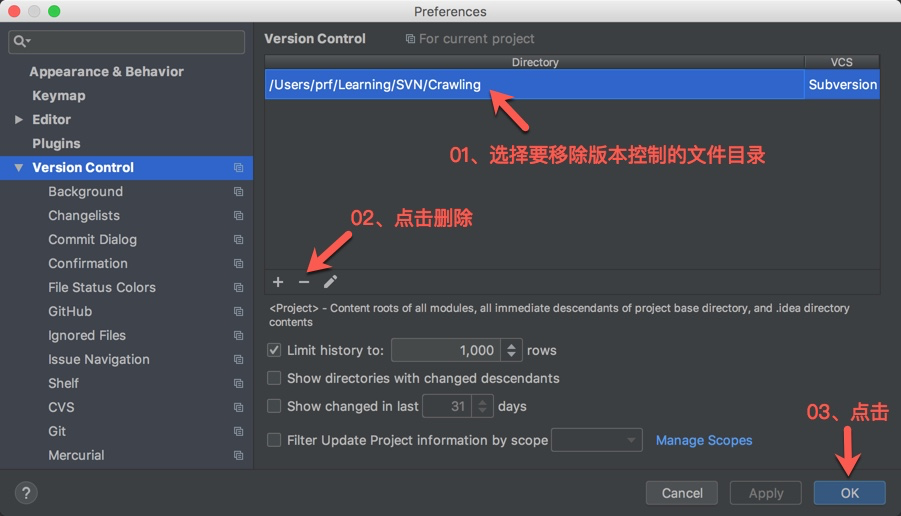 Preferences
Appearance & Behavior
Keymap
Editor
Plugins
Version Control
Background
Changelists
Commit Dialog
Confirmation
File Status Colors
GitHub
Ignored Files
Issue Navigation
Shelf
CVS
Git
Mercurial
Version Control For current project
Directory VCS
/Users/prf/Learning/SVN/Crawling Subversion
01、选择要移除版本控制的文件目录
02、点击删除
<Project> - Content roots of all modules, all immediate descendants of project base directory, and .idea directory
contents
Limit history to: 1,000 rows
Show directories with changed descendants
Show changed in last 31 days
03、点击
Filter Update Project information by scope Manage Scopes
? Cancel Apply OK